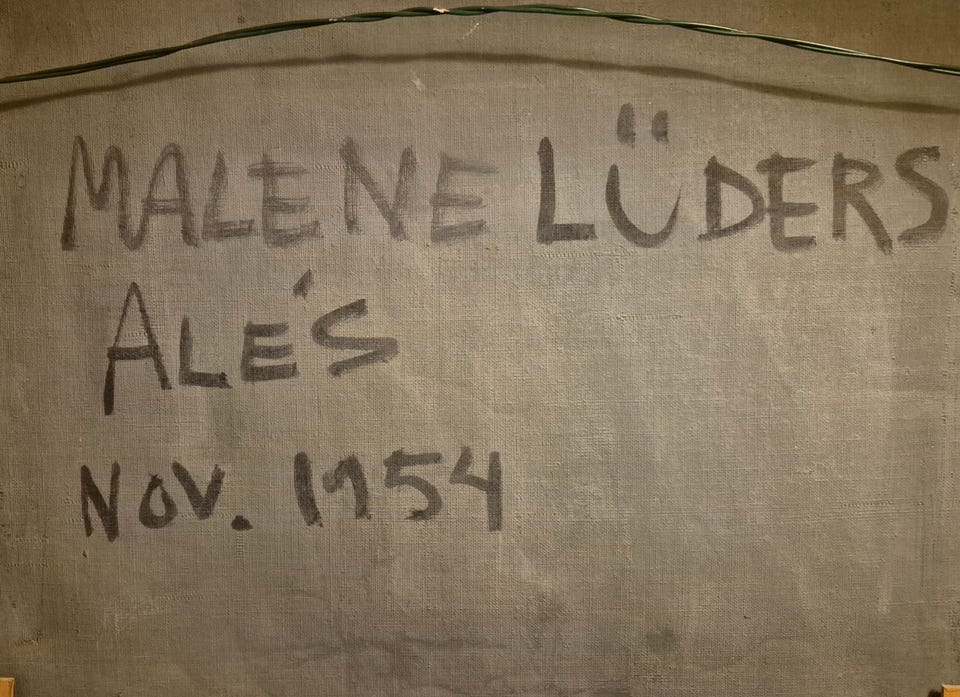 MALENE LÜDERS
ALÉS
NOV. 1954